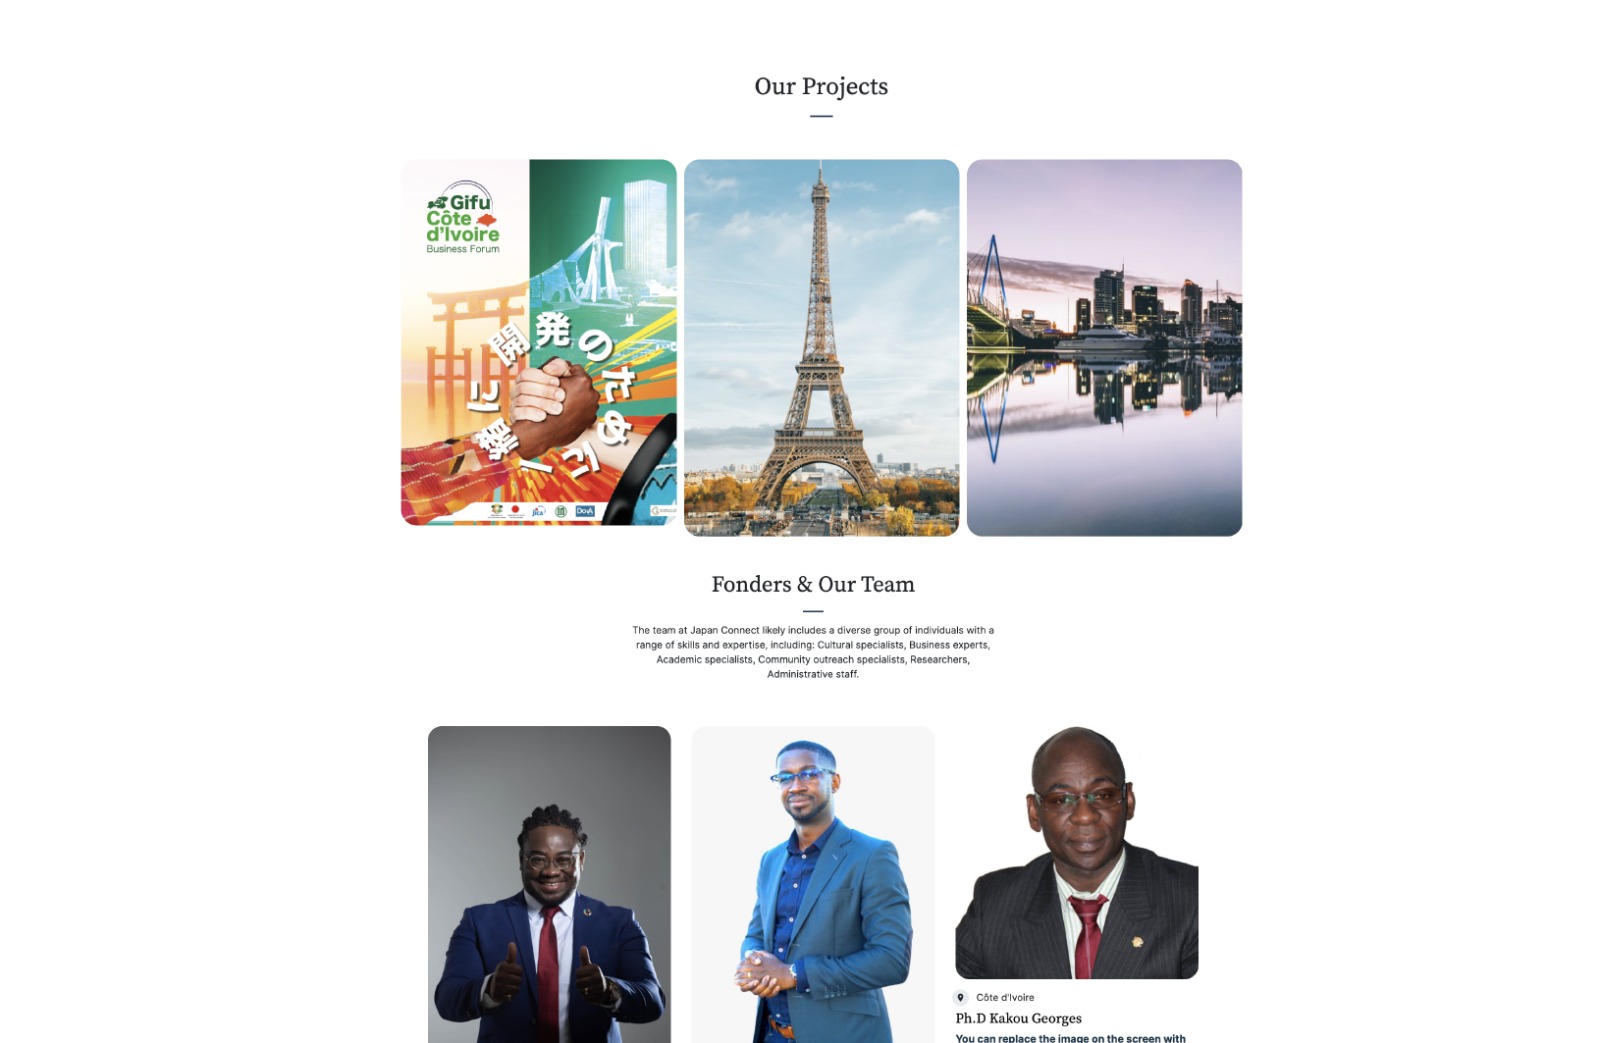 Our Projects
Gifu
Côte
d'Ivoire
Business Forum
開発のために
繋ぐ
JICA
Fonders & Our Team
The team at Japan Connect likely includes a diverse group of individuals with a
range of skills and expertise, including: Cultural specialists, Business experts,
Academic specialists, Community outreach specialists, Researchers,
Administrative staff.
Côte d'Ivoire
Ph.D Kakou Georges
You can replace the image on the screen with